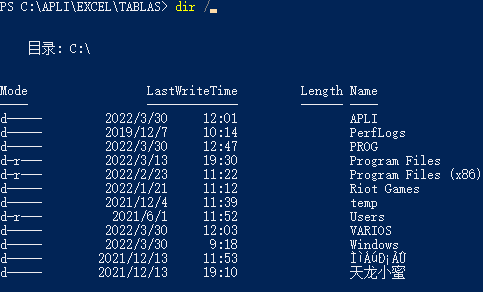 PS C:\APLI\EXCEL\TABLAS> dir /
目录: C:\
Mode LastWriteTime Length Name
---- ------------- ------ ----
d----- 2022/3/30 12:01 APLI
d----- 2019/12/7 10:14 PerfLogs
d----- 2022/3/30 12:47 PROG
d-r--- 2022/3/13 19:30 Program Files
d-r--- 2022/2/23 11:22 Program Files (x86)
d----- 2022/1/21 11:12 Riot Games
d----- 2021/12/4 11:39 temp
d-r--- 2021/6/1 11:52 Users
d----- 2022/3/30 12:03 VARIOS
d----- 2022/3/30 9:18 Windows
d----- 2021/12/13 11:53 ÌìÁúÐ¡ÃÛ
d----- 2021/12/13 19:10 天龙小蜜